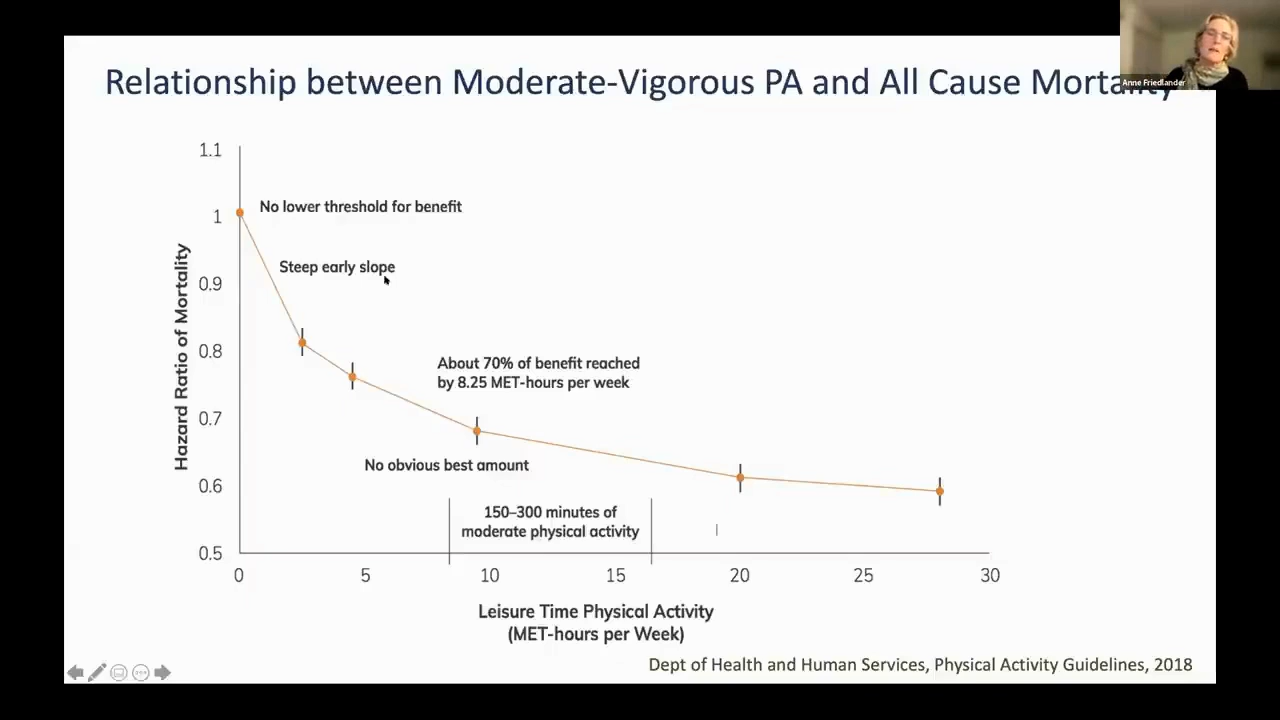 Relationship between Moderate-Vigorous PA and All Cause Mortality
Anne Friedlander
1.1
No lower threshold for benefit
1
Steep early slope
0.9
Hazard Ratio of Mortality
0.8
About 70% of benefit reached
by 8.25 MET-hours per week
0.7
No obvious best amount
0.6
150–300 minutes of
moderate physical activity
0.5
0 5 10 15 20 25 30
Leisure Time Physical Activity
(MET-hours per Week)
Dept of Health and Human Services, Physical Activity Guidelines, 2018